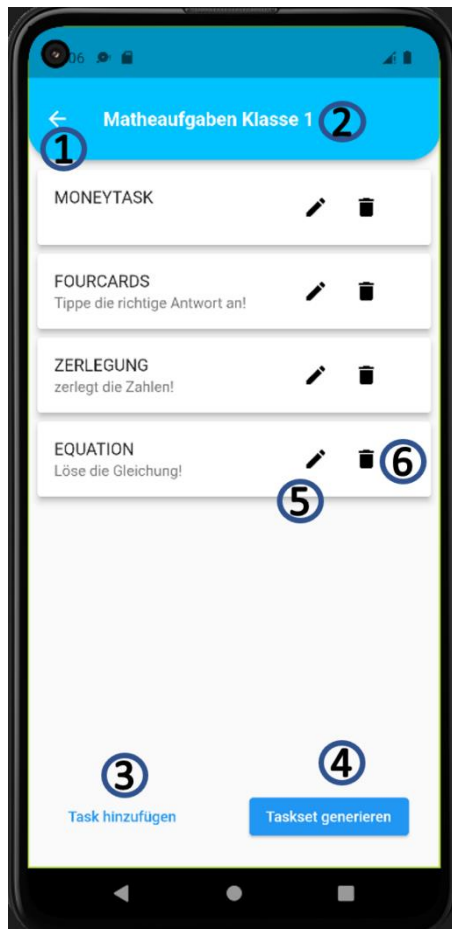 06
Matheaufgaben Klasse 1 2
1
MONEYTASK
FOURCARDS
Tippe die richtige Antwort an!
ZERLEGUNG
zerlegt die Zahlen!
EQUATION
Löse die Gleichung!
6
5
3
4
Task hinzufügen
Taskset generieren